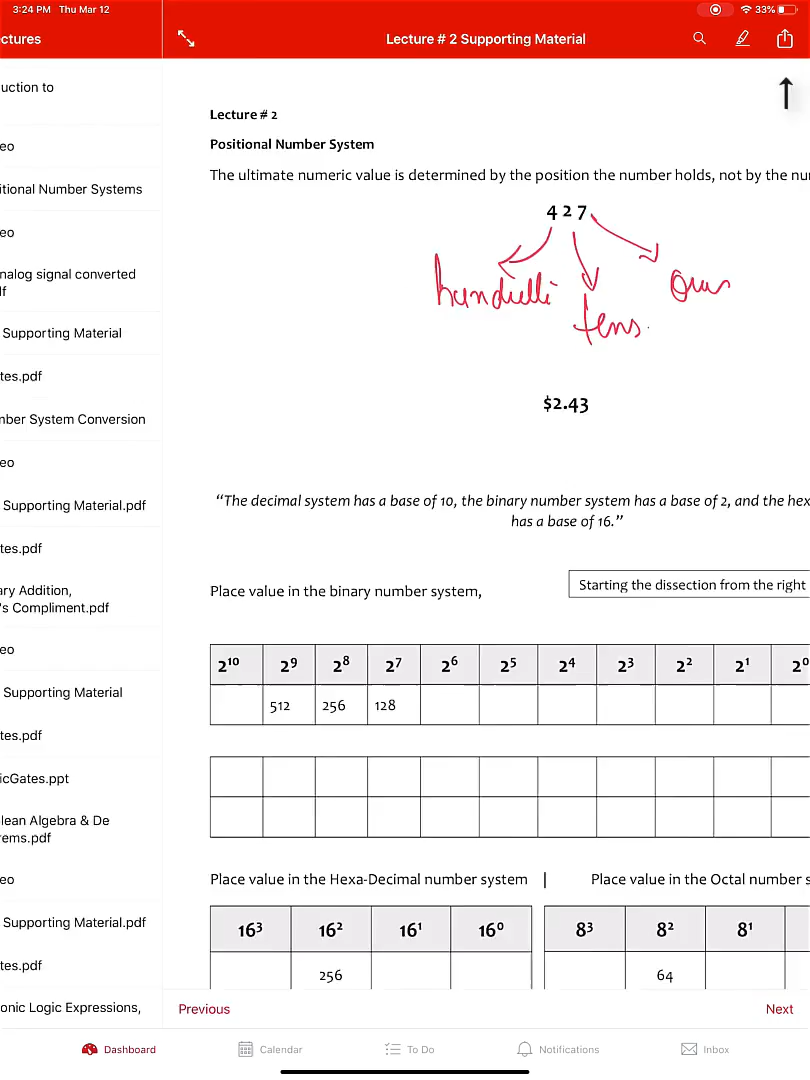 3:24 PM Thu Mar 12
33%
ctures
Lecture # 2 Supporting Material
uction to
eo
itional Number Systems
eo
nalog signal converted
lf
Supporting Material
tes.pdf
nber System Conversion
eo
Supporting Material.pdf
tes.pdf
ary Addition,
's Compliment.pdf
eo
Supporting Material
tes.pdf
icGates.ppt
lean Algebra & De
rems.pdf
eo
Supporting Material.pdf
tes.pdf
onic Logic Expressions,
Lecture # 2
Positional Number System
The ultimate numeric value is determined by the position the number holds, not by the nu
4 2 7
tens.
$2.43
“The decimal system has a base of 10, the binary number system has a base of 2, and the hex
has a base of 16.”
Place value in the binary number system,
Starting the dissection from the right
2¹⁰ 2⁹ 2⁸ 2⁷ 2⁶ 2⁵ 2⁴ 2³ 2² 2¹ 2⁰
512 256 128
Place value in the Hexa-Decimal number system | Place value in the Octal number s
16³ 16² 16¹ 16⁰ 8³ 8² 8¹
256 64
Previous Next
Dashboard Calendar To Do Notifications Inbox